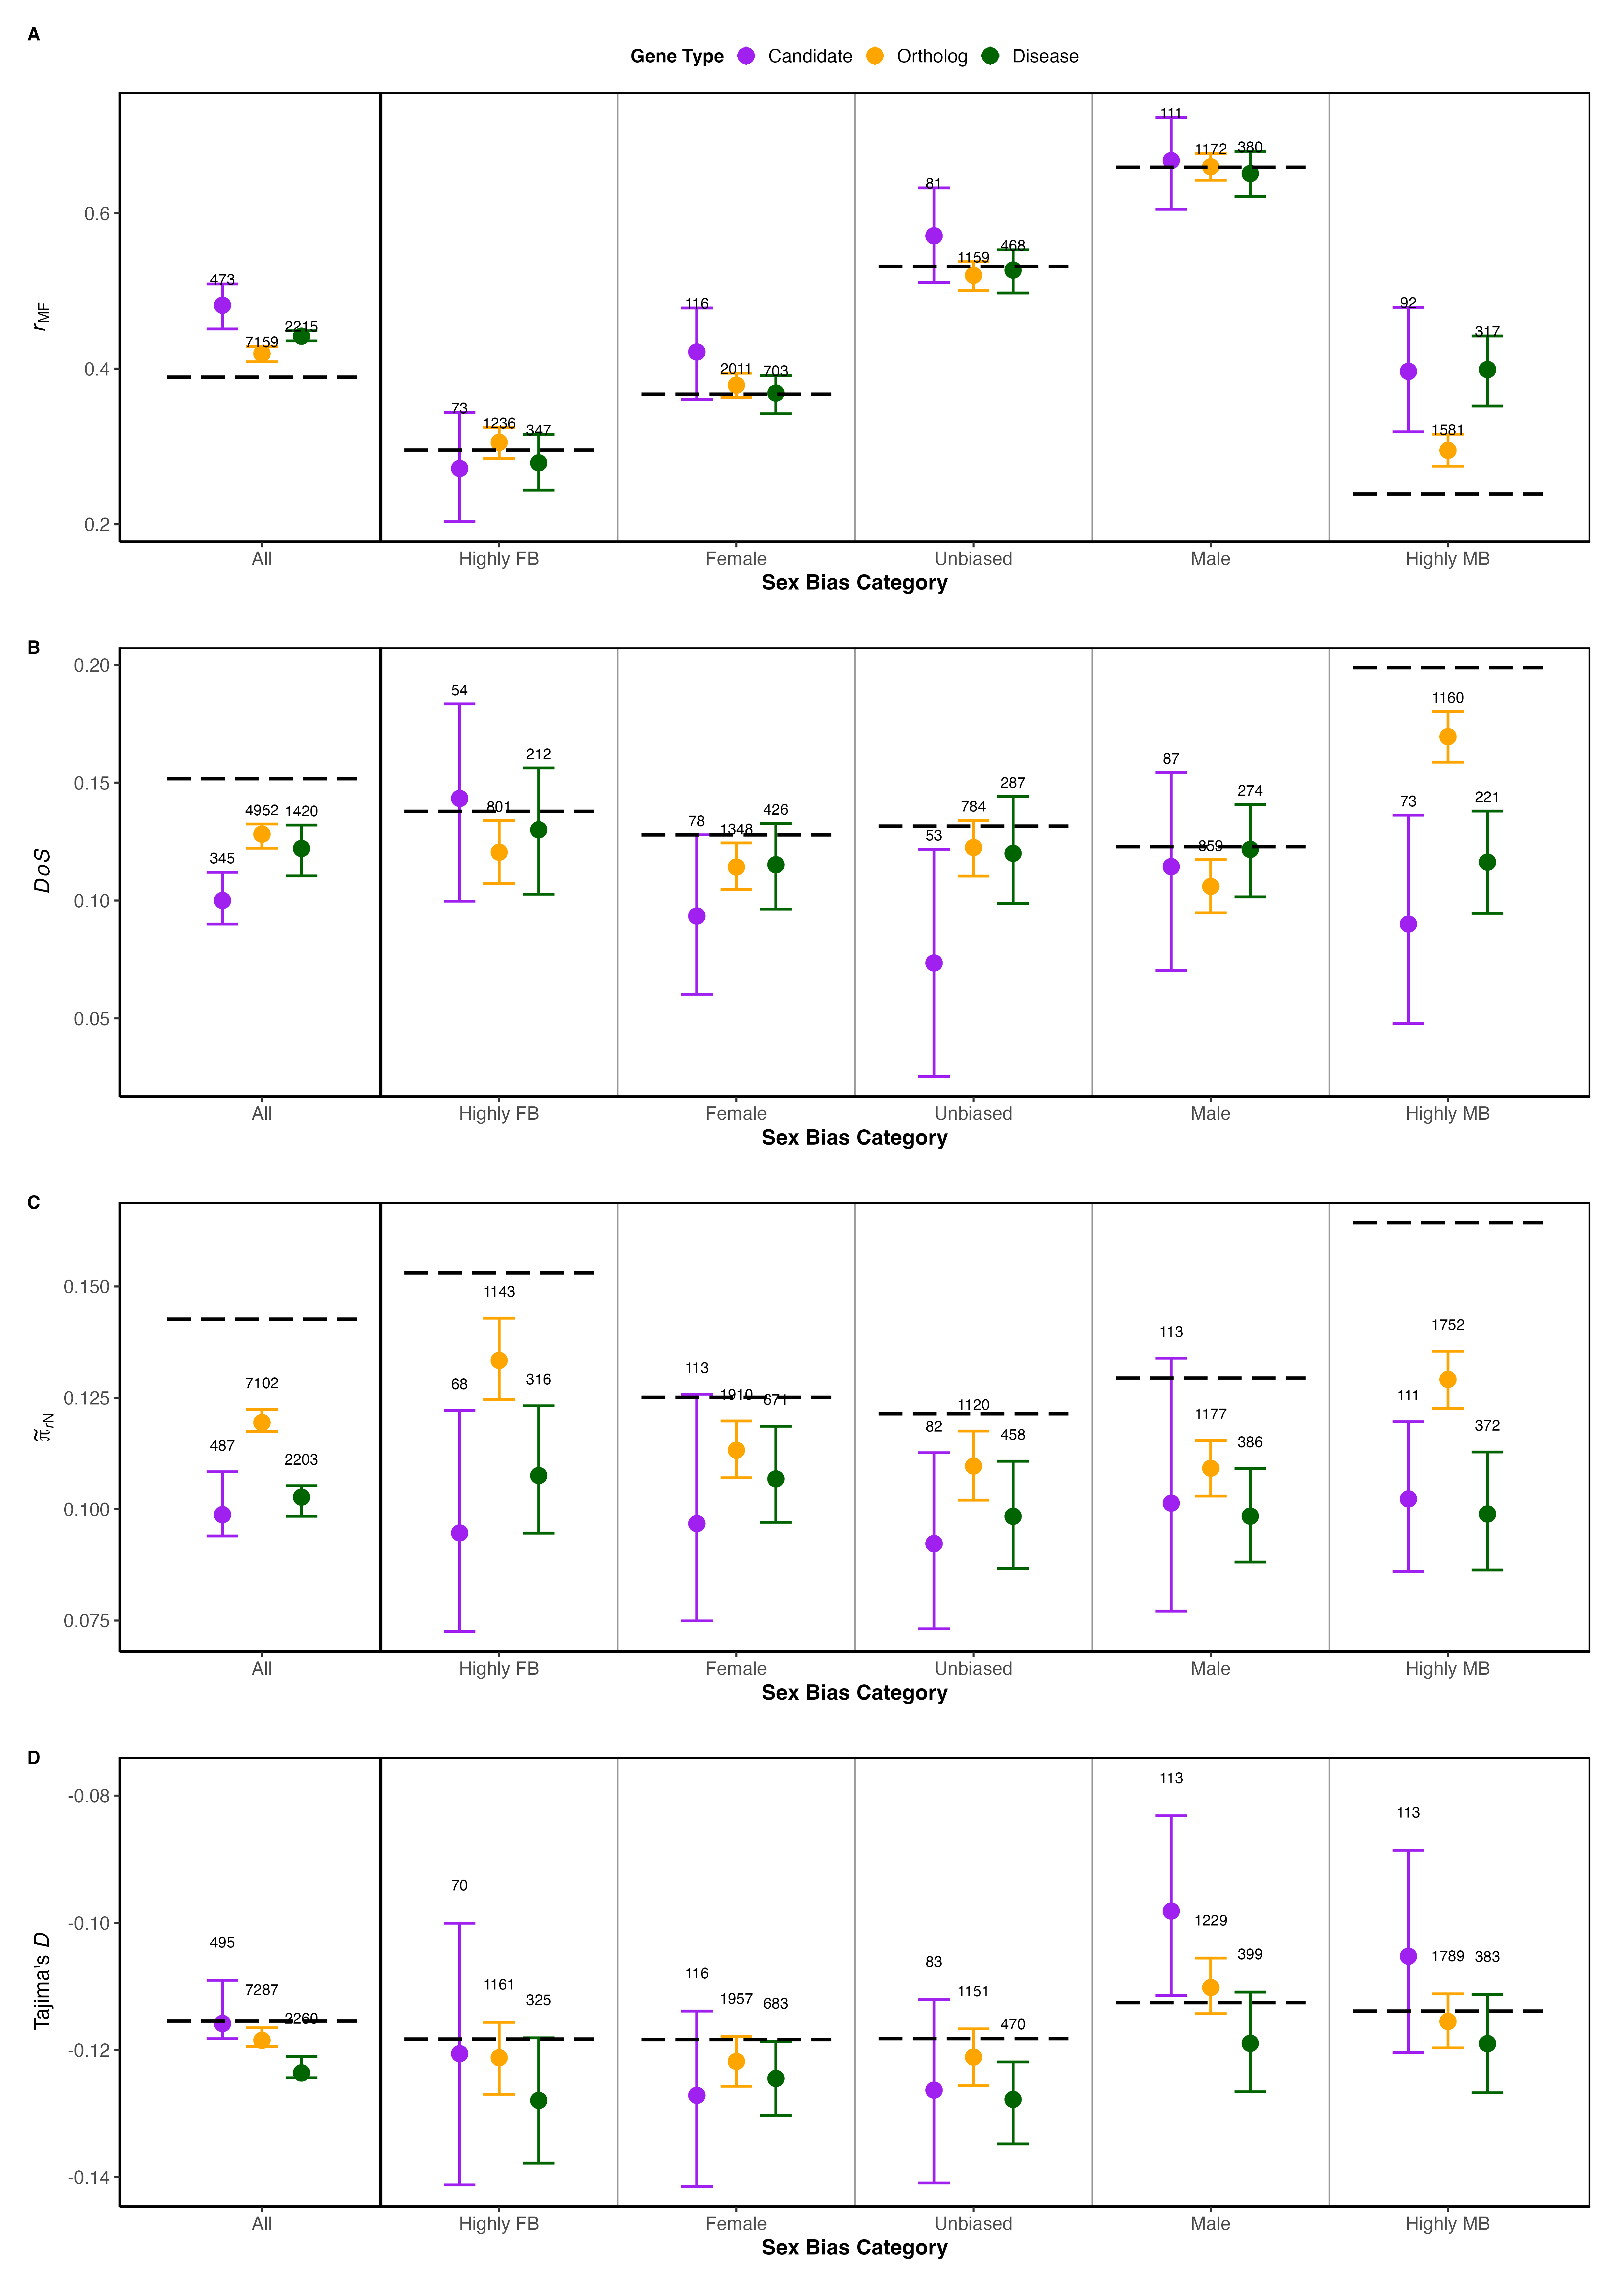 A
Gene Type Candidate Ortholog Disease
r MF
0.6
0.4
0.2
473 7159 2215
73 1236 347
116 2011 703
81 1159 468
111 1172 380
92 1581 317
All Highly FB Female Unbiased Male Highly MB
Sex Bias Category
B
DoS
0.20
0.15
0.10
0.05
345 4952 1420
54 801 212
78 1348 426
53 784 287
87 859 274
73 1160 221
All Highly FB Female Unbiased Male Highly MB
Sex Bias Category
C
π̃rN
0.150
0.125
0.100
0.075
487 7102 2203
68 1143 316
113 1910 671
82 1120 458
113 1177 386
111 1752 372
All Highly FB Female Unbiased Male Highly MB
Sex Bias Category
D
Tajima's D
-0.08
-0.10
-0.12
-0.14
495 7287 2260
70 1161 325
116 1957 683
83 1151 470
113 1229 399
113 1789 383
All Highly FB Female Unbiased Male Highly MB
Sex Bias Category